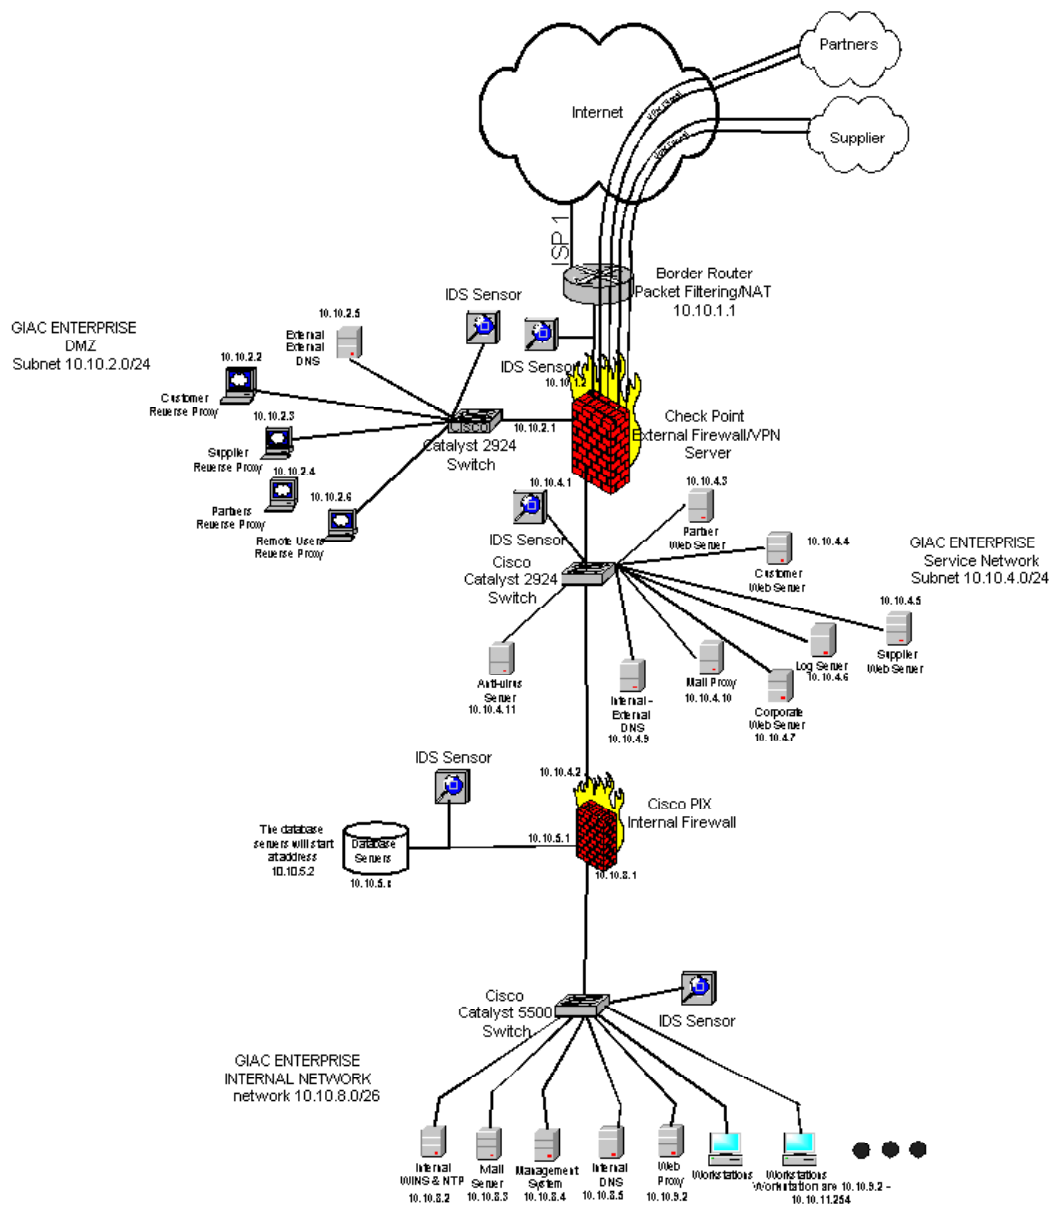 Partners
Internet
VPN Tunnel
Supplier
VPN Tunnel
ISP 1
Border Router
Packet Filtering/NAT
10.10.1.1
IDS Sensor
IDS Sensor
10.10.1.2
GIAC ENTERPRISE
DMZ
Subnet 10.10.2.0/24
10.10.2.5
External
External
DNS
10.10.2.2
Customer
Reverse Proxy
10.10.2.3
Supplier
Reverse Proxy
10.10.2.4
Partners
Reverse Proxy
10.10.2.6
Remote Users
Reverse Proxy
Cisco
Catalyst 2924
Switch
10.10.2.1
Check Point
External Firewall/VPN
Server
10.10.4.1
IDS Sensor
Cisco
Catalyst 2924
Switch
10.10.4.3
Partner
Web Server
10.10.4.4
Customer
Web Server
GIAC ENTERPRISE
Service Network
Subnet 10.10.4.0/24
10.10.4.5
Supplier
Web Server
Log Server
10.10.4.6
Anti-virus
Server
10.10.4.11
Internal -
External
DNS
10.10.4.9
Mail Proxy
10.10.4.10
Corporate
Web Server
10.10.4.7
IDS Sensor
10.10.4.2
Cisco PIX
Internal Firewall
The database
servers will start
at address
10.10.5.2
Database
Servers
10.10.5.x
10.10.5.1
10.10.8.1
Cisco
Catalyst 5500
Switch
IDS Sensor
GIAC ENTERPRISE
INTERNAL NETWORK
network 10.10.8.0/26
Internal
WINS & NTP
10.10.8.2
Mail
Server
10.10.8.3
Management
System
10.10.8.4
Internal
DNS
10.10.8.5
Web
Proxy
10.10.9.2
Workstations
Workstations
Workstation are 10.10.9.2 -
10.10.11.254